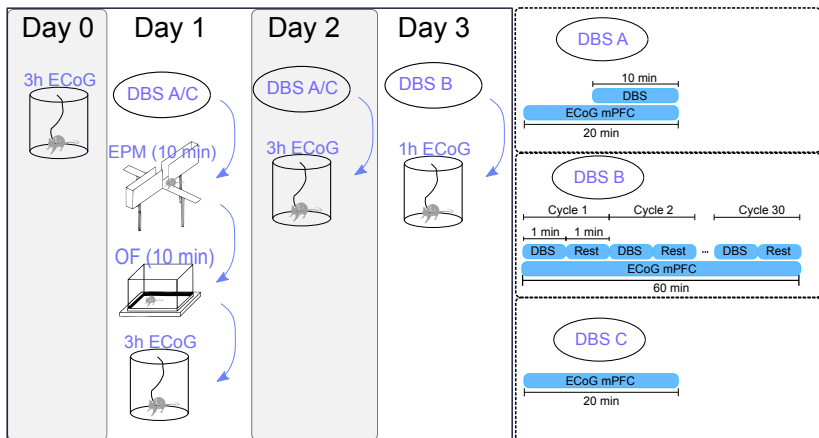 Day 0
3h ECoG
Day 1
DBS A/C
EPM (10 min)
OF (10 min)
3h ECoG
Day 2
DBS A/C
3h ECoG
Day 3
DBS B
1h ECoG
DBS A
10 min
DBS
ECoG mPFC
20 min
DBS B
Cycle 1 Cycle 2 Cycle 30
1 min 1 min
DBS Rest DBS Rest ... DBS Rest
ECoG mPFC
60 min
DBS C
ECoG mPFC
20 min